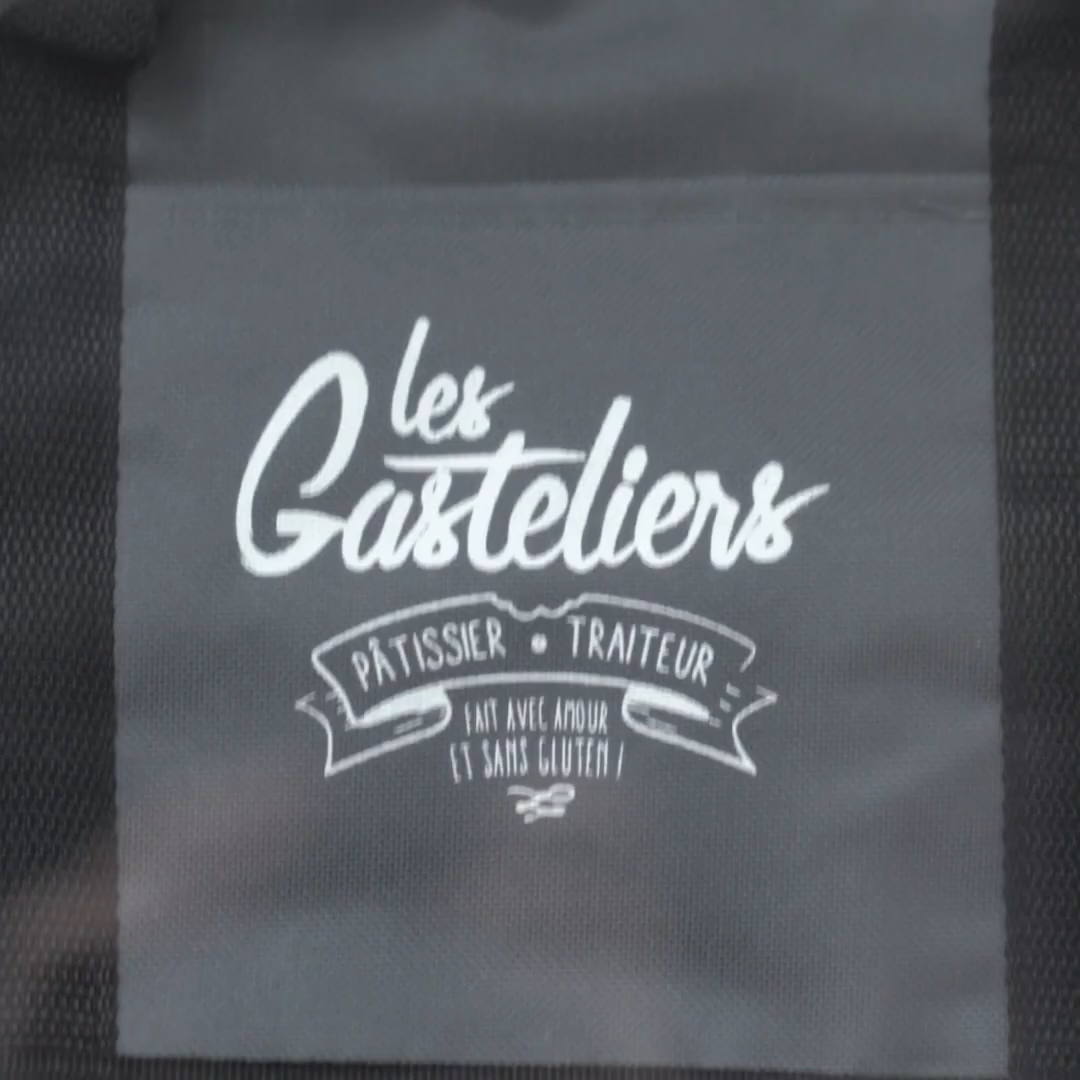 les
Gasteliers
PÂTISSIER • TRAITEUR
FAIT AVEC AMOUR
ET SANS GLUTEN !